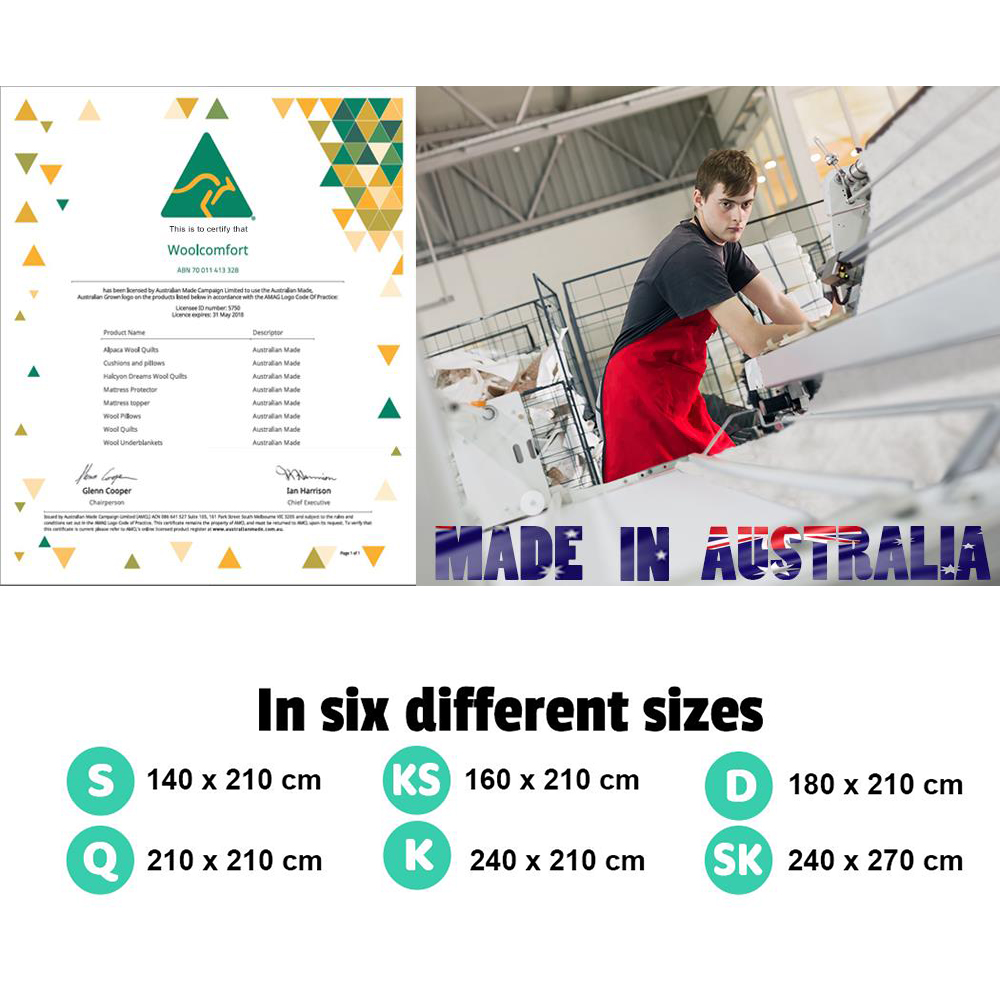 This is to certify that
Woolcomfort
ABN 70 011 413 328
has been licensed by Australian Made Campaign Limited to use the Australian Made,
Australian Grown logo on the products listed below in accordance with the AMAG Logo Code Of Practice:
Licensee ID number: 5750
Licence expires: 31 May 2018
Product Name Descriptor
Alpaca Wool Quilts Australian Made
Cushions and pillows Australian Made
Halcyon Dreams Wool Quilts Australian Made
Mattress Protector Australian Made
Mattress topper Australian Made
Wool Pillows Australian Made
Wool Quilts Australian Made
Wool Underblankets Australian Made
Glenn Cooper Ian Harrison
Chairperson Chief Executive
Issued by Australian Made Campaign Limited (AMCL) ACN 086 641 527 Suite 105, 161 Park Street South Melbourne VIC 3205 and subject to the rules and
conditions set out in the AMAG Logo Code of Practice. This certificate remains the property of AMCL and must be returned to AMCL upon its request. To verify that
this certificate is current please refer to AMCL's online licensed product register at www.australianmade.com.au.
Page 1 of 1
MADE IN AUSTRALIA
In six different sizes
S 140 x 210 cm KS 160 x 210 cm D 180 x 210 cm
Q 210 x 210 cm K 240 x 210 cm SK 240 x 270 cm